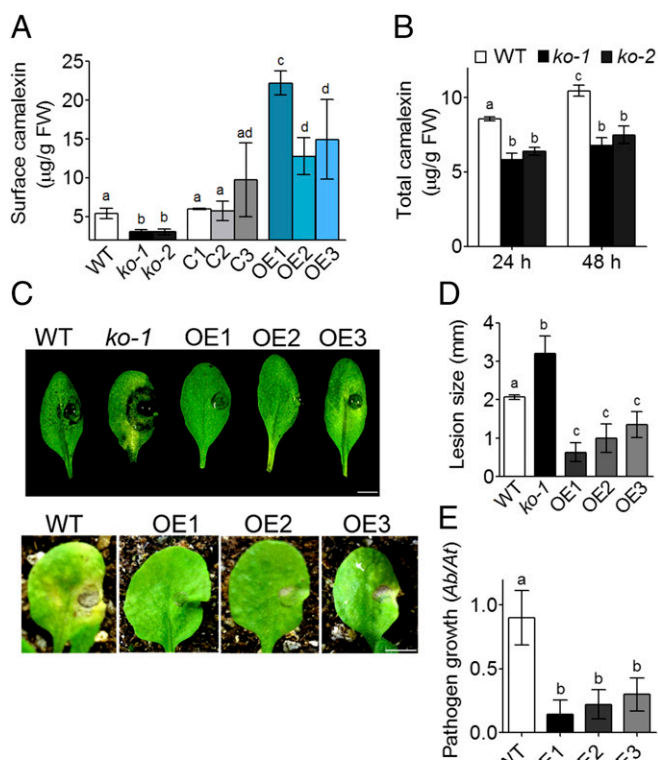 A
Surface camalexin
(µg/g FW)
25
20
15
10
5
a
b
b
a
a
ad
c
d
d
WT
ko-1
ko-2
C1
C2
C3
OE1
OE2
OE3
B
WT ko-1 ko-2
Total camalexin
(µg/g FW)
10
5
0
a
b
b
c
b
b
24 h
48 h
C
WT ko-1 OE1 OE2 OE3
WT OE1 OE2 OE3
D
Lesion size (mm)
4
3
2
1
0
a
b
c
c
c
WT
ko-1
OE1
OE2
OE3
E
Pathogen growth (Ab/At)
1.0
0.5
0.0
a
b
b
b
WT